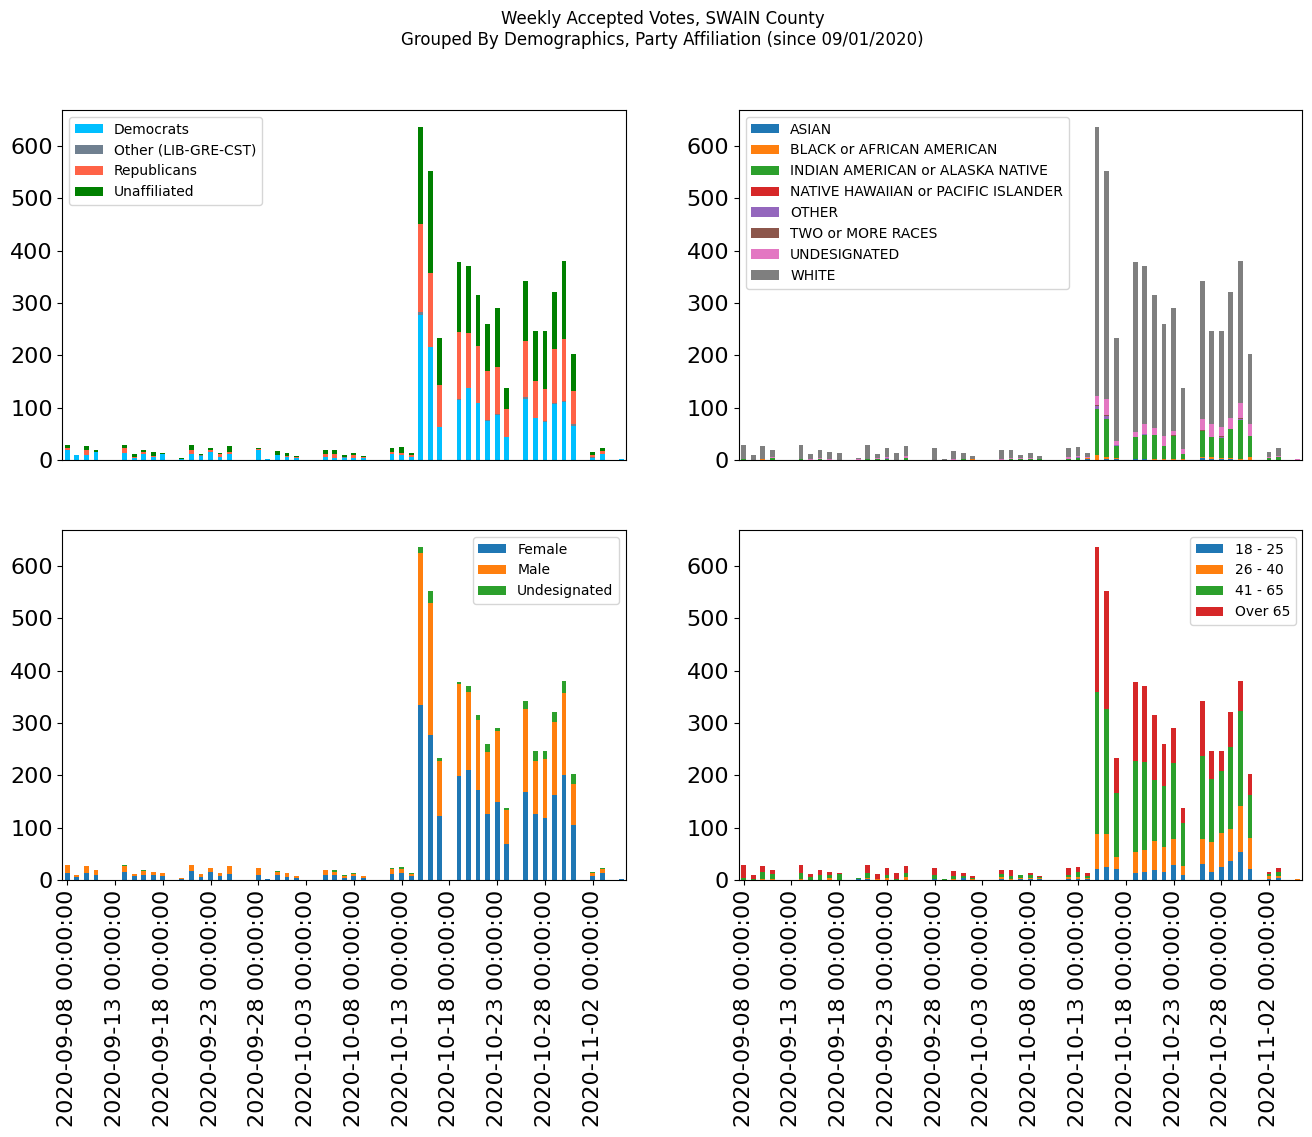 Weekly Accepted Votes, SWAIN County
Grouped By Demographics, Party Affiliation (since 09/01/2020)
600
500
400
300
200
100
0
Democrats
Other (LIB-GRE-CST)
Republicans
Unaffiliated
600
500
400
300
200
100
0
ASIAN
BLACK or AFRICAN AMERICAN
INDIAN AMERICAN or ALASKA NATIVE
NATIVE HAWAIIAN or PACIFIC ISLANDER
OTHER
TWO or MORE RACES
UNDESIGNATED
WHITE
600
500
400
300
200
100
0
Female
Male
Undesignated
2020-09-08 00:00:00
2020-09-13 00:00:00
2020-09-18 00:00:00
2020-09-23 00:00:00
2020-09-28 00:00:00
2020-10-03 00:00:00
2020-10-08 00:00:00
2020-10-13 00:00:00
2020-10-18 00:00:00
2020-10-23 00:00:00
2020-10-28 00:00:00
2020-11-02 00:00:00
600
500
400
300
200
100
0
18 - 25
26 - 40
41 - 65
Over 65
2020-09-08 00:00:00
2020-09-13 00:00:00
2020-09-18 00:00:00
2020-09-23 00:00:00
2020-09-28 00:00:00
2020-10-03 00:00:00
2020-10-08 00:00:00
2020-10-13 00:00:00
2020-10-18 00:00:00
2020-10-23 00:00:00
2020-10-28 00:00:00
2020-11-02 00:00:00